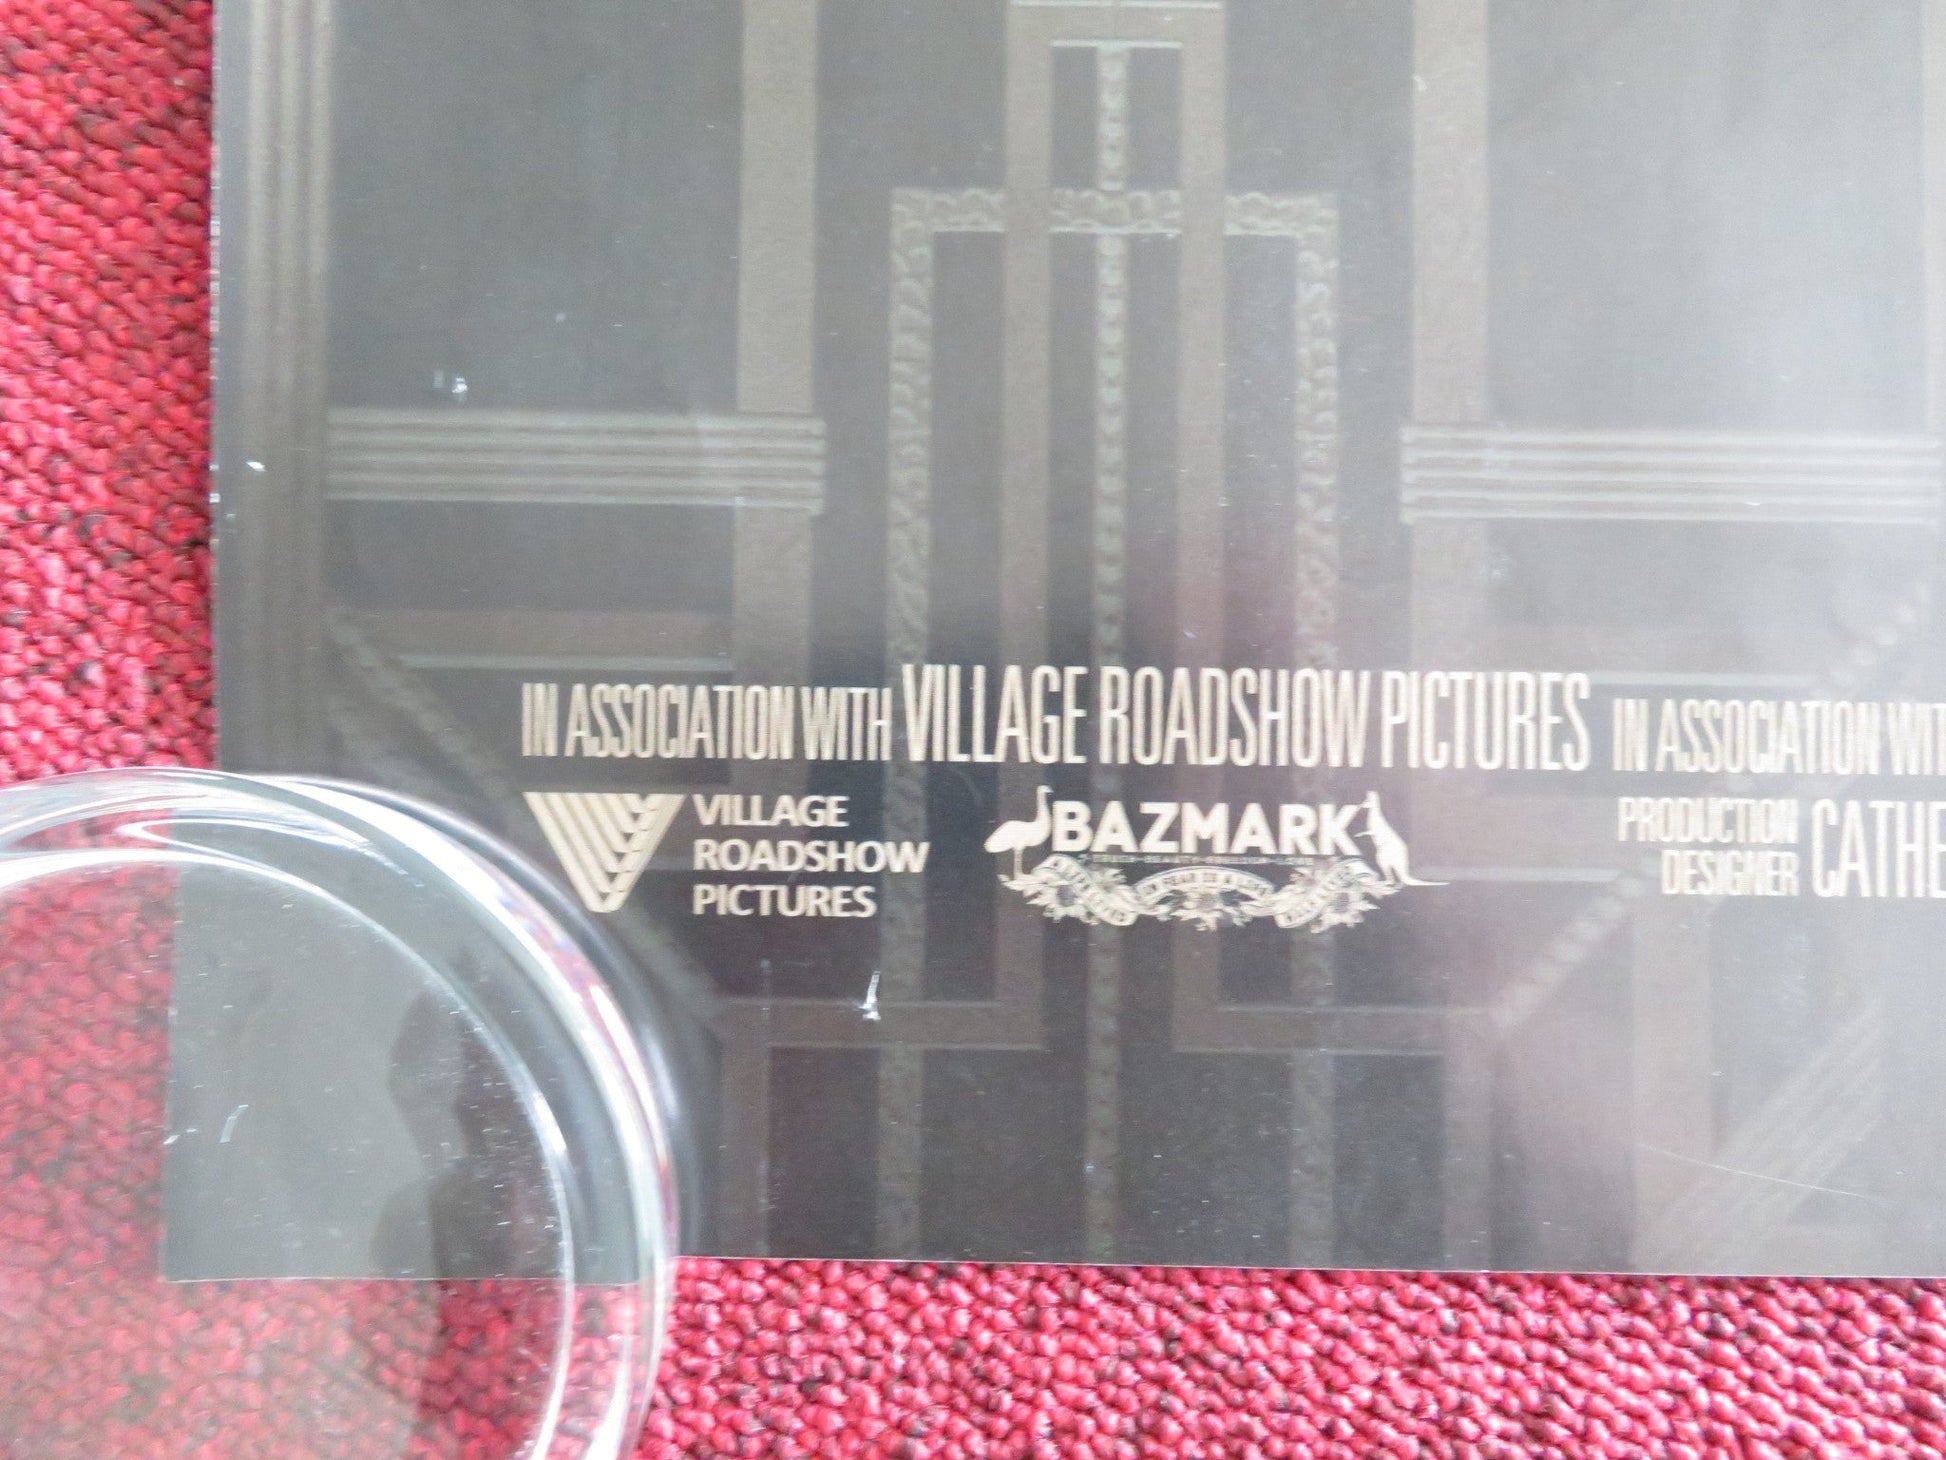 IN ASSOCIATION WITH VILLAGE ROADSHOW PICTURES IN ASSOCIATION WIT
VILLAGE
ROADSHOW
PICTURES
BAZMARK
PRODUCTION
DESIGNER CATHE